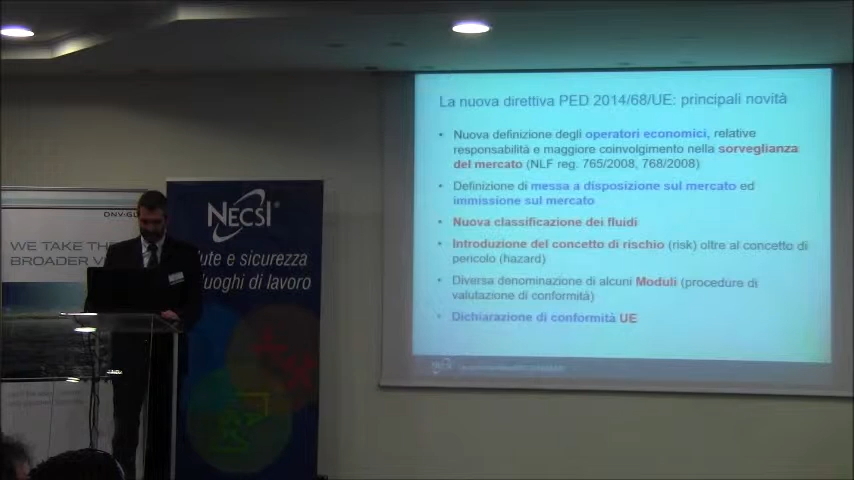 La nuova direttiva PED 2014/68/UE: principali novità
• Nuova definizione degli operatori economici, relative
responsabilità e maggiore coinvolgimento nella sorveglianza
del mercato (NLF reg. 765/2008, 768/2008)
• Definizione di messa a disposizione sul mercato ed
immissione sul mercato
• Nuova classificazione dei fluidi
• Introduzione del concetto di rischio (risk) oltre al concetto di
pericolo (hazard)
• Diversa denominazione di alcuni Moduli (procedure di
valutazione di conformità)
• Dichiarazione di conformità UE
DNV·GL
WE TAKE THE
BROADER
NECSI®
lute e sicurezza
luoghi di lavoro